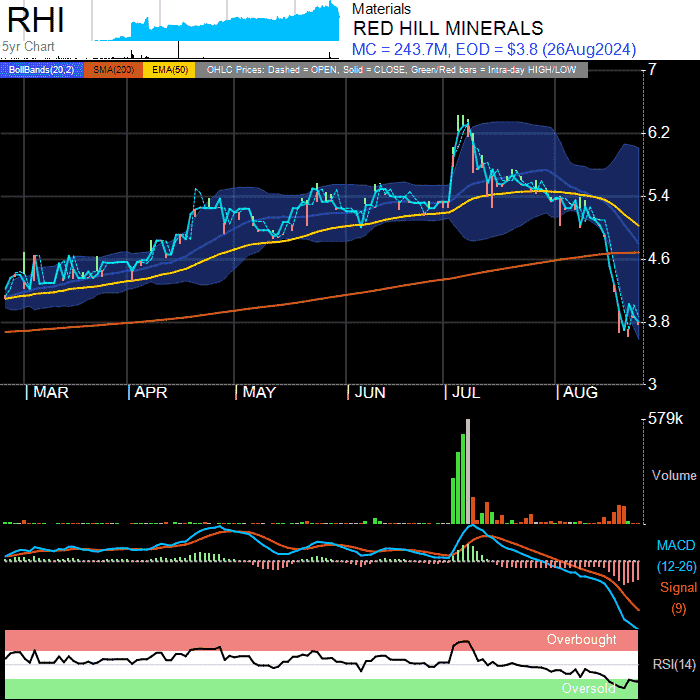 RHI
5yr Chart
Materials
RED HILL MINERALS
MC = 243.7M, EOD = $3.8 (26Aug2024)
BollBands(20,2) SMA(200) EMA(50) OHLC Prices: Dashed = OPEN, Solid = CLOSE, Green/Red bars = Intra-day HIGH/LOW
7
6.2
5.4
4.6
3.8
3
MAR APR MAY JUN JUL AUG
579k
Volume
MACD
(12-26)
Signal
(9)
Overbought
RSI(14)
Oversold